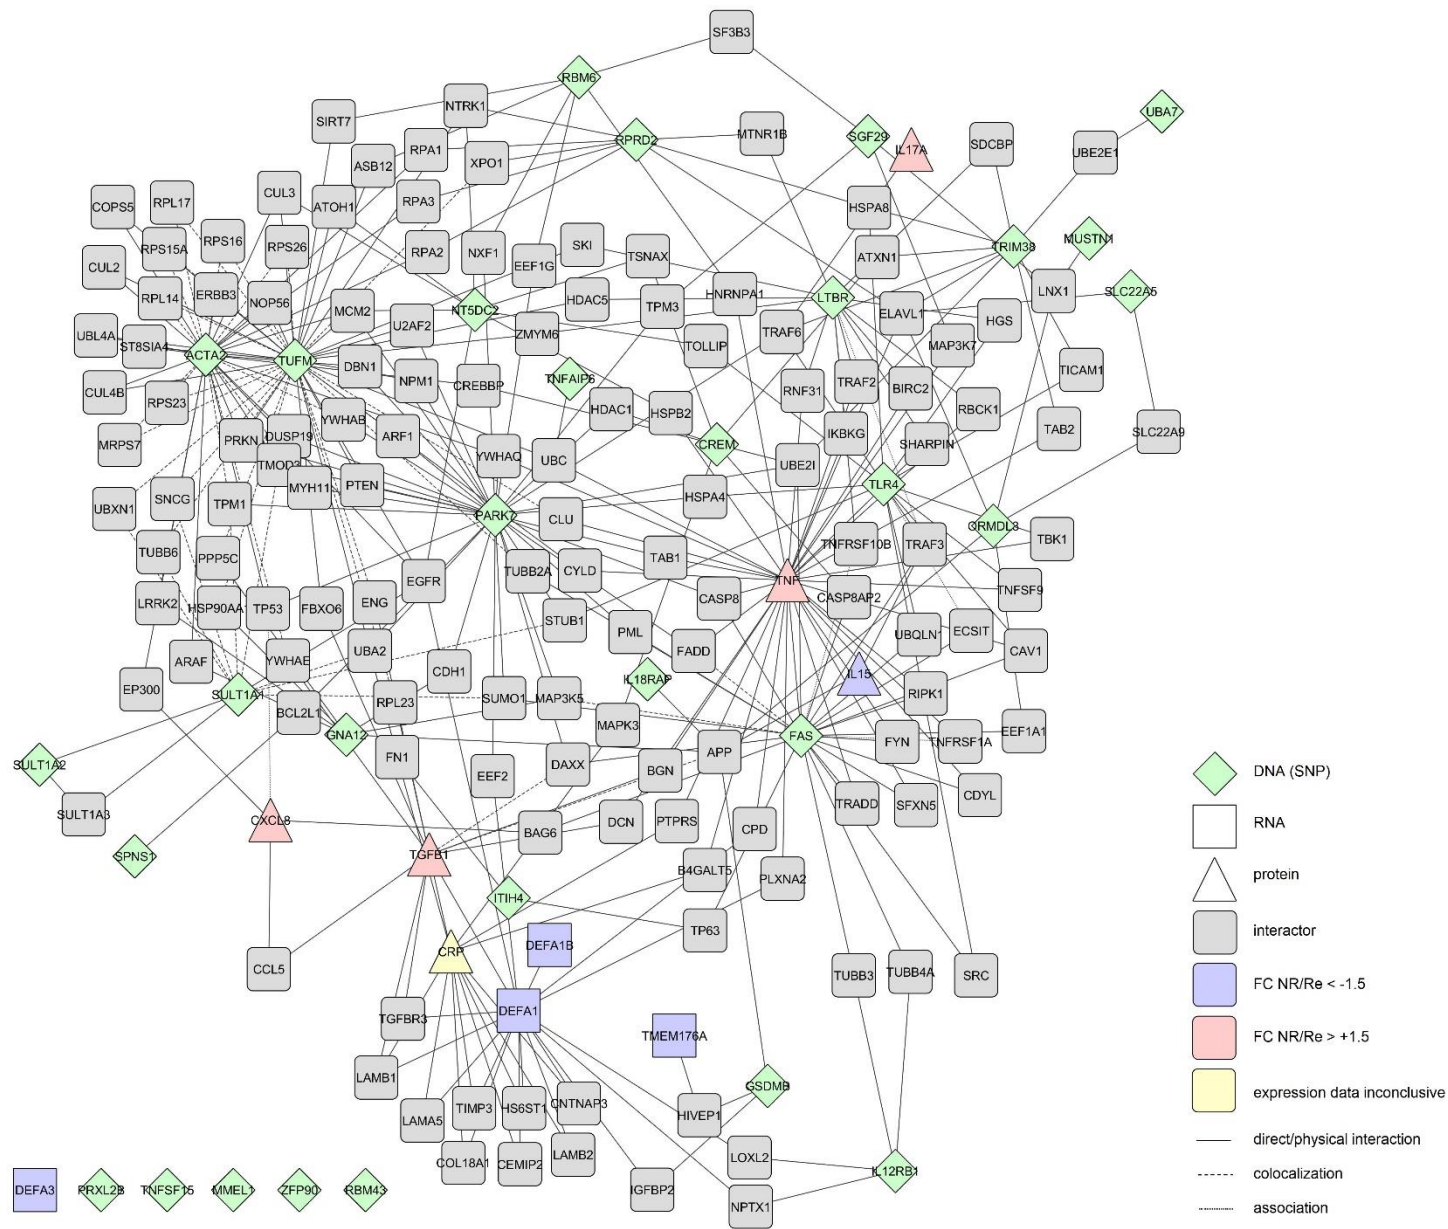 SF3B3
RBM6
NTRK1
SIRT7
MTNR1B
UBA7
RPRD2
SGF29
IL17A
SDCBP
UBE2E1
RPA1
XPO1
ASB12
CUL3
ATOH1
RPA3
HSPA8
COPS5
RPL17
RPS15A
RPS16
RPS26
RPA2
NXF1
SKI
TSNAX
ATXN1
TRIM38
MUSTN1
CUL2
EEF1G
RPL14
ERBB3
NOP56
MCM2
NT5DC2
HDAC5
TPM3
HNRNPA1
LTBR
LNX1
SLC22A5
UBL4A
ST8SIA4
ACTA2
TUFM
U2AF2
ZMYM6
TOLLIP
TRAF6
ELAVL1
HGS
MAP3K7
CUL4B
RPS23
DBN1
NPM1
CREBBP
TNFAIP6
RNF31
TRAF2
BIRC2
TICAM1
MRPS7
PRKN
DUSP19
YWHAB
ARF1
HDAC1
HSPB2
RBCK1
TAB2
SLC22A9
TMOD3
YWHAQ
UBC
CREM
UBE2I
IKBKG
SHARPIN
UBXN1
SNCG
TPM1
MYH11
PTEN
PARK7
HSPA4
TLR4
TUBB6
PPP5C
CLU
TNFRSF10B
TRAF3
ORMDL3
TBK1
LRRK2
HSP90AA1
TP53
FBXO6
ENG
EGFR
TUBB2A
CYLD
TAB1
TNF
CASP8
CASP8AP2
TNFSF9
STUB1
PML
FADD
UBQLN1
ECSIT
CAV1
ARAF
YWHAE
UBA2
CDH1
IL18RAP
IL15
EP300
SULT1A1
BCL2L1
RPL23
SUMO1
MAP3K5
RIPK1
GNA12
MAPK3
FAS
EEF1A1
SULT1A2
FN1
EEF2
DAXX
BGN
APP
FYN
TNFRSF1A
SULT1A3
CXCL8
TRADD
SFXN5
CDYL
SPNS1
TGFB1
BAG6
DCN
PTPRS
CPD
B4GALT5
PLXNA2
ITIH4
CRP
DEFA1B
TP63
CCL5
TUBB3
TUBB4A
SRC
TGFBR3
DEFA1
TMEM176A
LAMB1
GSDMB
LAMA5
TIMP3
HS6ST1
CNTNAP3
HIVEP1
COL18A1
CEMIP2
LAMB2
LOXL2
IL12RB1
IGFBP2
NPTX1
DEFA3
PRXL2B
TNFSF15
MMEL1
ZFP90
RBM43
DNA (SNP)
RNA
protein
interactor
FC NR/Re < -1.5
FC NR/Re > +1.5
expression data inconclusive
direct/physical interaction
colocalization
association